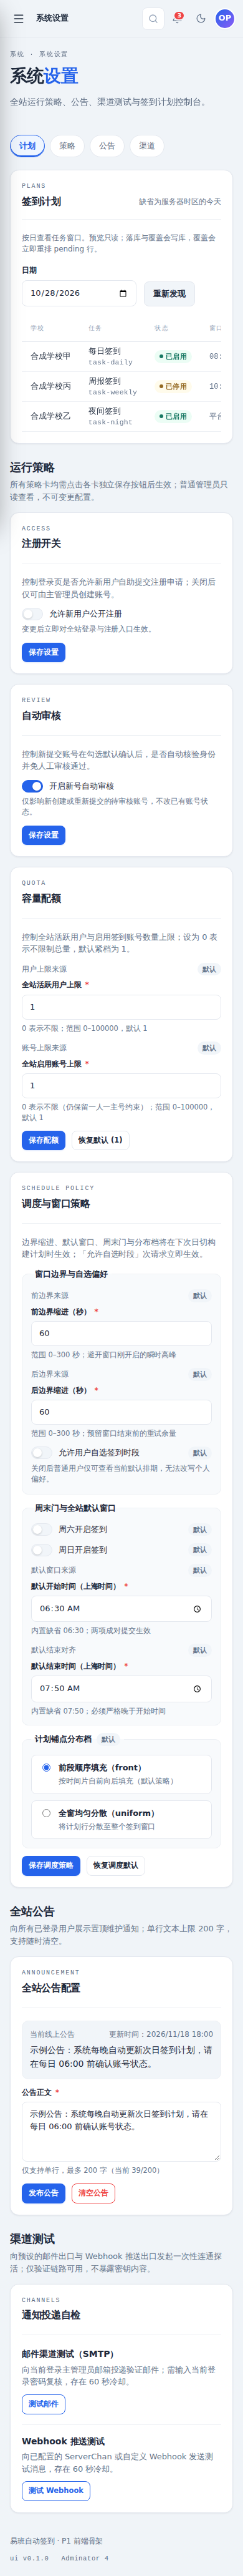 系统设置
3
OP
系统 · 系统设置
系统设置
站点运行策略、公告、渠道测试与签到计划控制台。
计划 策略 公告 渠道
PLANS
签到计划 缺省为服务器时区的今天
按日查看任务窗口。预览只读；落库与覆盖会写库，覆盖会
立即重排 pending 行。
日期
10/28/2026 重新发现
学校 任务 状态 窗口
合成学校甲 每日签到 task-daily 已启用 08:
合成学校丙 周报签到 task-weekly 已停用 10:
合成学校乙 夜间签到 task-night 已启用 平台
运行策略
所有策略卡均需点击各卡独立保存按钮后生效；普通管理员只
读查看，不可变更配置。
ACCESS
注册开关
控制登录页是否允许新用户自助提交注册申请；关闭后
仅可由主管理员创建账号。
允许新用户公开注册
变更后立即对全站登录与注册入口生效。
保存设置
REVIEW
自动审核
控制新提交账号在勾选默认确认后，是否自动核验身份
并免人工审核通过。
开启新号自动审核
仅影响新创建或重新提交的待审核账号，不改已有账号状
态。
保存设置
QUOTA
容量配额
控制全站活跃用户与启用签到账号数量上限；设为 0 表
示不限制总量，默认紧档为 1。
用户上限来源 默认
全站活跃用户上限 *
1
0 表示不限；范围 0–100000，默认 1
账号上限来源 默认
全站启用账号上限 *
1
0 表示不限（仍保留一人一主号约束）；范围 0–100000，
默认 1
保存配额 恢复默认 (1)
SCHEDULE POLICY
调度与窗口策略
边界缩进、默认窗口、周末门与分布档将在下次日切构
建计划时生效；「允许自选时段」次请求立即生效。
窗口边界与自选偏好
前边界来源 默认
前边界缩进（秒） *
60
范围 0–300 秒；避开窗口刚开启的瞬时高峰
后边界来源 默认
后边界缩进（秒） *
60
范围 0–300 秒；预留窗口结束前的重试余量
允许用户自选签到时段 默认
关闭后普通用户仅可查看当前默认排期，无法改写个人
偏好。
周末门与全站默认窗口
周六开启签到 默认
周日开启签到 默认
默认窗口来源 默认
默认开始时间（上海时间） *
06:30 AM
内置缺省 06:30；两项成对提交生效
默认结束对齐 默认
默认结束时间（上海时间） *
07:50 AM
内置缺省 07:50；必须严格晚于开始时间
计划铺点分布档 默认
前段顺序填充（front）
按时间片自前向后填充（默认策略）
全窗均匀分散（uniform）
将计划行分散至整个签到窗口
保存调度策略 恢复调度默认
全站公告
向所有已登录用户展示置顶维护通知；单行文本上限 200 字，
支持随时清空。
ANNOUNCEMENT
全站公告配置
当前线上公告 更新时间：2026/11/18 18:00
示例公告：系统每晚自动更新次日签到计划，请
在每日 06:00 前确认账号状态。
公告正文 *
示例公告：系统每晚自动更新次日签到计划，请在
每日 06:00 前确认账号状态。
仅支持单行，最多 200 字（当前 39/200）
发布公告 清空公告
渠道测试
向预设的邮件出口与 Webhook 推送出口发起一次性连通探
活；仅验证链路可用，不暴露密钥内容。
CHANNELS
通知投递自检
邮件渠道测试（SMTP）
向当前登录主管理员邮箱投递验证邮件；需输入当前登
录密码复核，存在 60 秒冷却。
测试邮件
Webhook 推送测试
向已配置的 ServerChan 或自定义 Webhook 发送测
试消息，存在 60 秒冷却。
测试 Webhook
易班自动签到 · P1 前端骨架
ui v0.1.0 Adminator 4